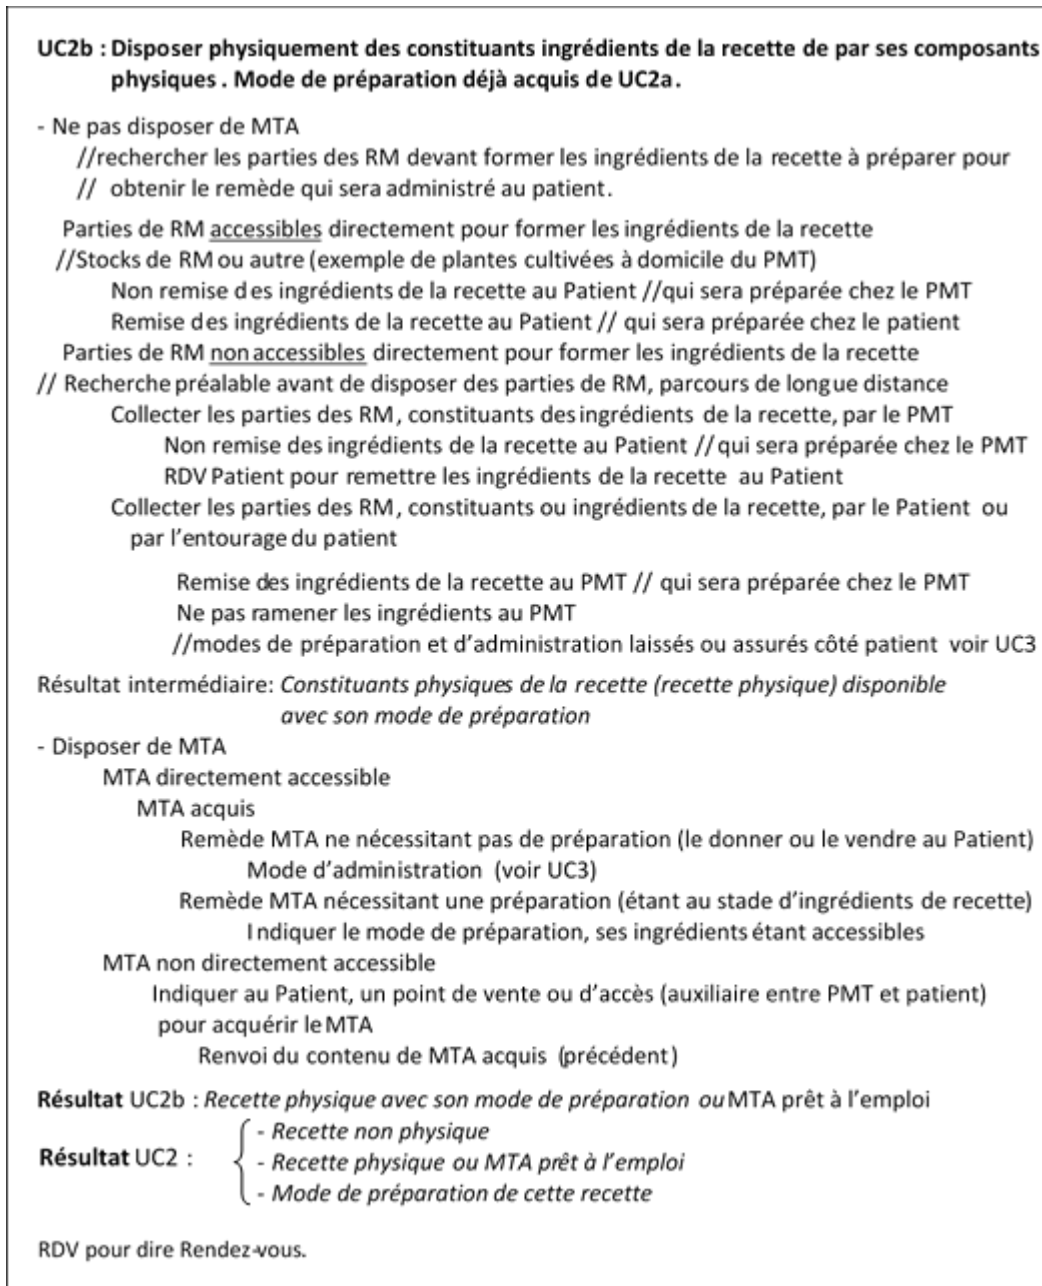 UC2b : Disposer physiquement des constituants ingrédients de la recette de par ses composants
physiques . Mode de préparation déjà acquis de UC2a.
- Ne pas disposer de MTA
//rechercher les parties des RM devant former les ingrédients de la recette à préparer pour
// obtenir le remède qui sera administré au patient.
Parties de RM accessibles directement pour former les ingrédients de la recette
//Stocks de RM ou autre (exemple de plantes cultivées à domicile du PMT)
Non remise des ingrédients de la recette au Patient //qui sera préparée chez le PMT
Remise des ingrédients de la recette au Patient // qui sera préparée chez le patient
Parties de RM non accessibles directement pour former les ingrédients de la recette
// Recherche préalable avant de disposer des parties de RM, parcours de longue distance
Collecter les parties des RM, constituants des ingrédients de la recette, par le PMT
Non remise des ingrédients de la recette au Patient // qui sera préparée chez le PMT
RDV Patient pour remettre les ingrédients de la recette au Patient
Collecter les parties des RM, constituants ou ingrédients de la recette, par le Patient ou
par l'entourage du patient
Remise des ingrédients de la recette au PMT // qui sera préparée chez le PMT
Ne pas ramener les ingrédients au PMT
//modes de préparation et d'administration laissés ou assurés côté patient voir UC3
Résultat intermédiaire: Constituants physiques de la recette (recette physique) disponible
avec son mode de préparation
- Disposer de MTA
MTA directement accessible
MTA acquis
Remède MTA ne nécessitant pas de préparation (le donner ou le vendre au Patient)
Mode d'administration (voir UC3)
Remède MTA nécessitant une préparation (étant au stade d'ingrédients de recette)
Indiquer le mode de préparation, ses ingrédients étant accessibles
MTA non directement accessible
Indiquer au Patient, un point de vente ou d'accès (auxiliaire entre PMT et patient)
pour acquérir le MTA
Renvoi du contenu de MTA acquis (précédent)
Résultat UC2b : Recette physique avec son mode de préparation ou MTA prêt à l'emploi
Résultat UC2 :
- Recette non physique
- Recette physique ou MTA prêt à l'emploi
- Mode de préparation de cette recette
RDV pour dire Rendez-vous.